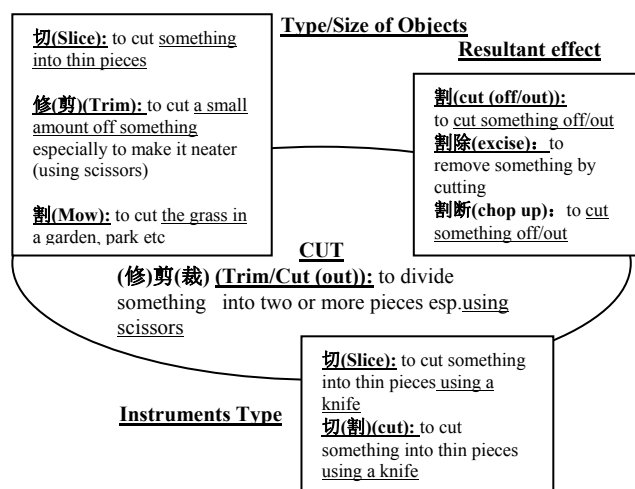 Type/Size of Objects
切(Slice): to cut something
into thin pieces
修(剪)(Trim): to cut a small
amount off something
especially to make it neater
(using scissors)
割(Mow): to cut the grass in
a garden, park etc
Resultant effect
割(cut (off/out)):
to cut something off/out
割除(excise)：to
remove something by
cutting
割断(chop up)：to cut
something off/out
CUT
(修)剪(裁) (Trim/Cut (out)): to divide
something into two or more pieces esp.using
scissors
Instruments Type
切(Slice): to cut something
into thin pieces using a
knife
切(割)(cut): to cut
something into thin pieces
using a knife